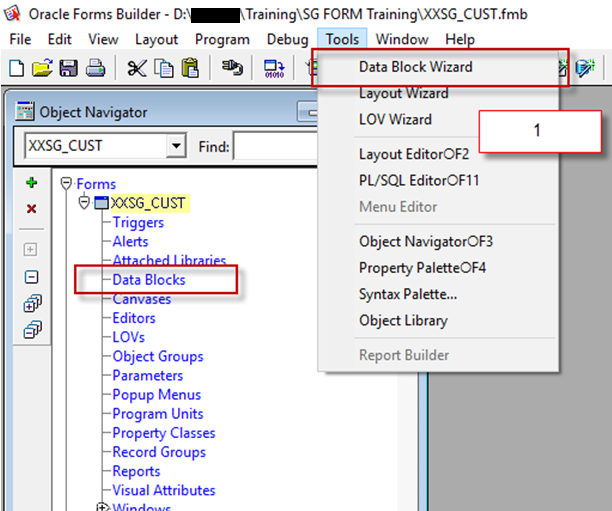 Oracle Forms Builder - D:\ \Training\SG FORM Training\XXSG_CUST.fmb
File Edit View Layout Program Debug Tools Window Help
Data Block Wizard
Layout Wizard
LOV Wizard
1
Layout EditorOF2
PL/SQL EditorOF11
Menu Editor
Object NavigatorOF3
Property PaletteOF4
Syntax Palette...
Object Library
Report Builder
Object Navigator
XXSG_CUST Find:
Forms
XXSG_CUST
Triggers
Alerts
Attached Libraries
Data Blocks
Canvases
Editors
LOVs
Object Groups
Parameters
Popup Menus
Program Units
Property Classes
Record Groups
Reports
Visual Attributes
Windows